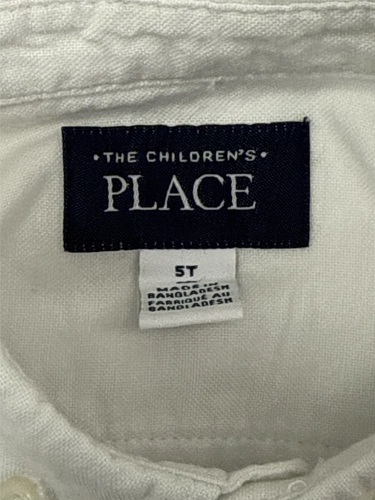 •THE CHILDREN'S•
PLACE
5T
MADE IN
BANGLADESH
FABRIQUÉ AU
BANGLADESH